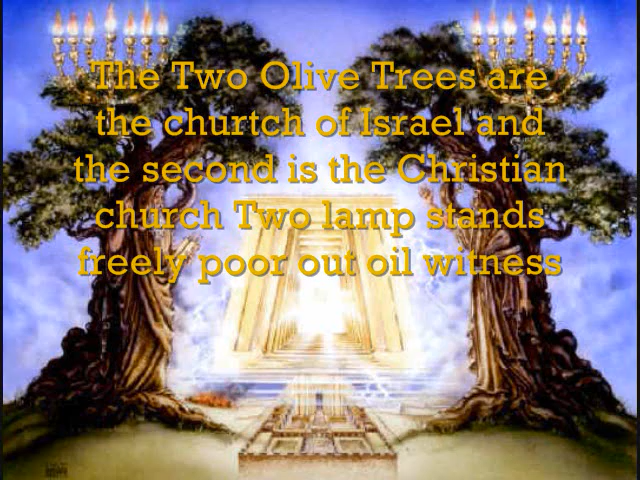 The Two Olive Trees are
the churtch of Israel and
the second is the Christian
church Two lamp stands
freely poor out oil witness